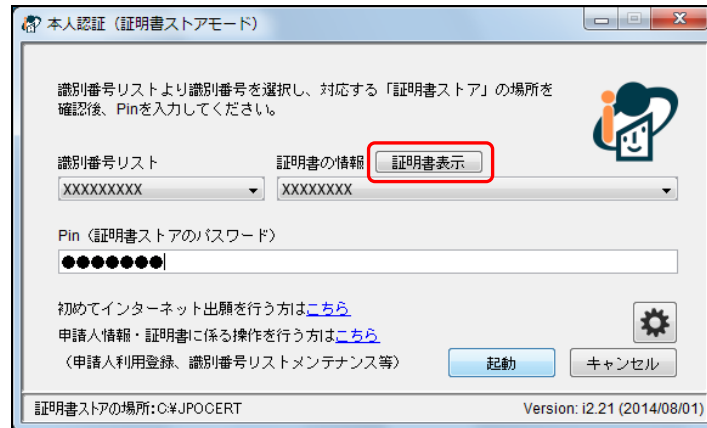 本人認証（証明書ストアモード）
識別番号リストより識別番号を選択し、対応する「証明書ストア」の場所を
確認後、Pinを入力してください。
識別番号リスト 証明書の情報 証明書表示
XXXXXXXXX XXXXXXXX
Pin（証明書ストアのパスワード）
●●●●●●●
初めてインターネット出願を行う方はこちら
申請人情報・証明書に係る操作を行う方はこちら
（申請人利用登録、識別番号リストメンテナンス等） 起動 キャンセル
証明書ストアの場所:C:¥JPOCERT Version: i2.21 (2014/08/01)